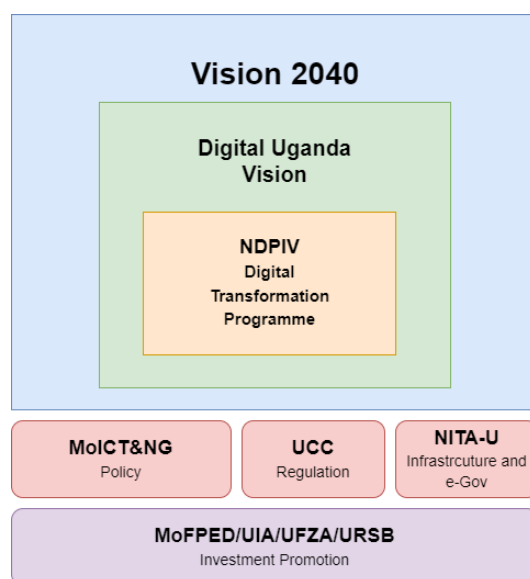 Vision 2040
Digital Uganda
Vision
NDPIV
Digital
Transformation
Programme
MoICT&NG
Policy
UCC
Regulation
NITA-U
Infrastrcuture and
e-Gov
MoFPED/UIA/UFZA/URSB
Investment Promotion